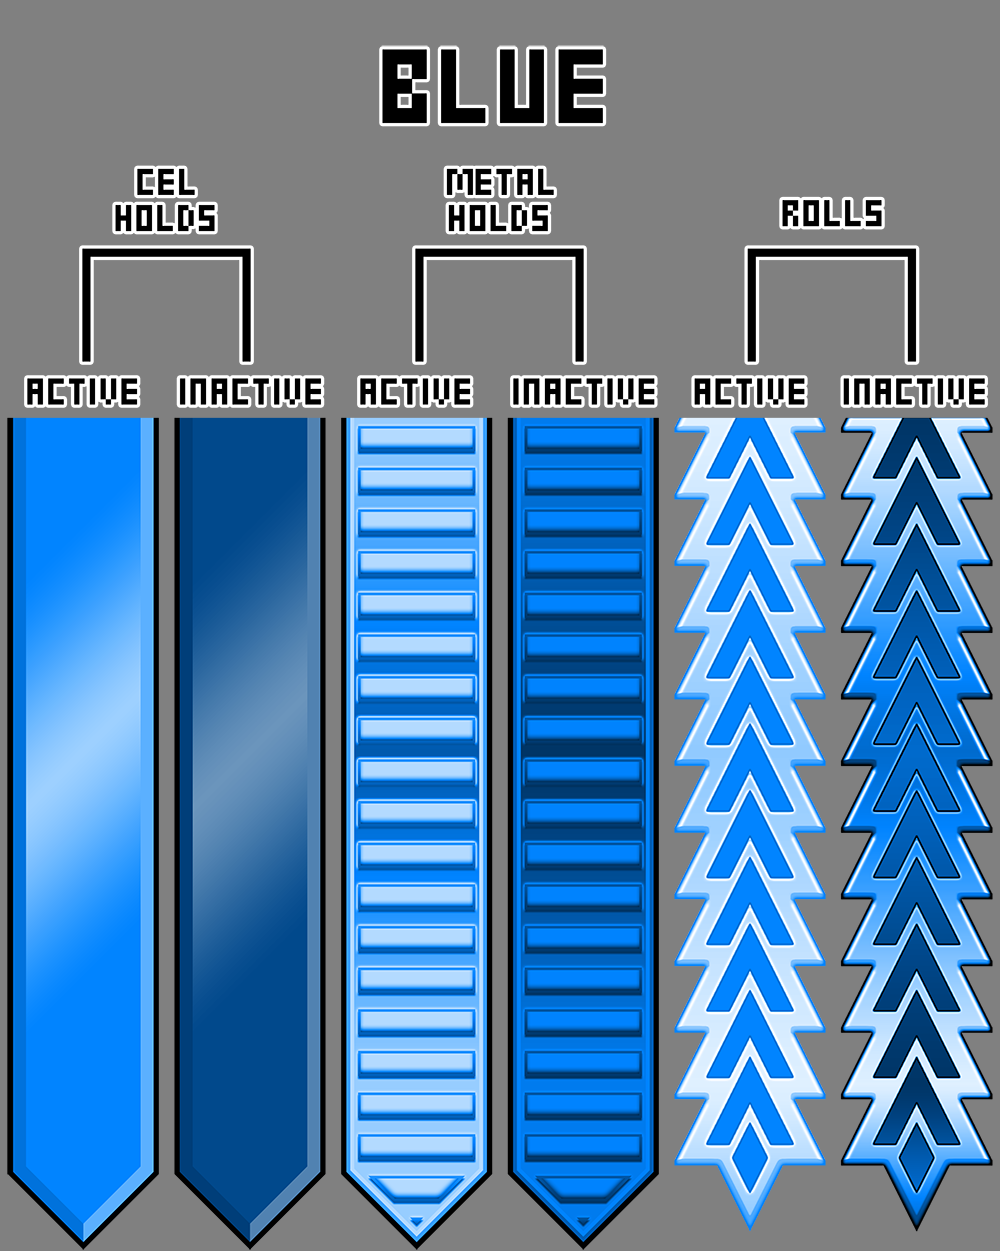 BLUE
CEL
HOLDS
METAL
HOLDS
ROLLS
ACTIVE INACTIVE ACTIVE INACTIVE ACTIVE INACTIVE